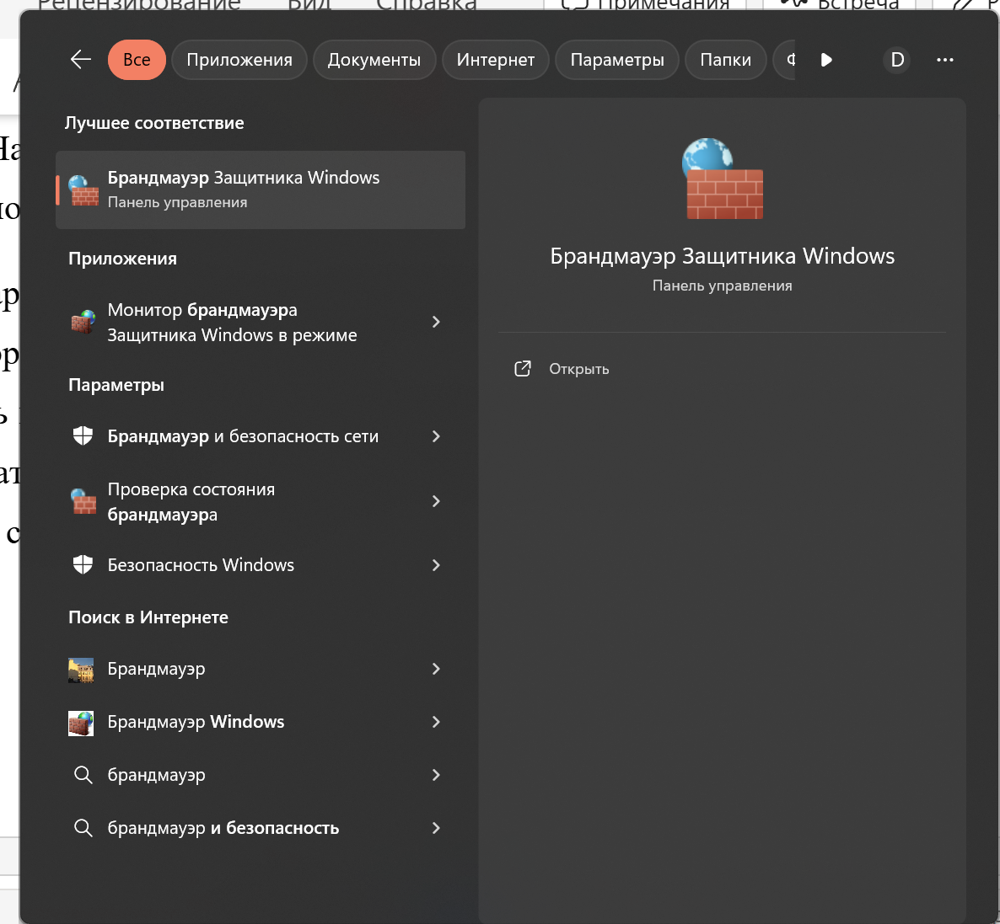 Рецензирование Вид Справка Примечания Встреча
Все Приложения Документы Интернет Параметры Папки D
Лучшее соответствие
Брандмауэр Защитника Windows
Панель управления
Приложения
Монитор брандмауэра
Защитника Windows в режиме
Параметры
Брандмауэр и безопасность сети
Проверка состояния
брандмауэра
Безопасность Windows
Поиск в Интернете
Брандмауэр
Брандмауэр Windows
брандмауэр
брандмауэр и безопасность
Брандмауэр Защитника Windows
Панель управления
Открыть